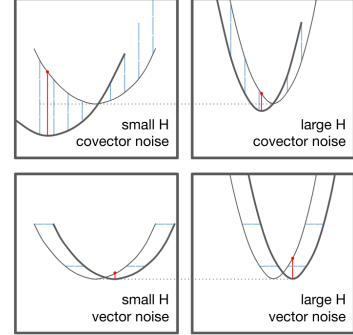 small H
covector noise
large H
covector noise
small H
vector noise
large H
vector noise